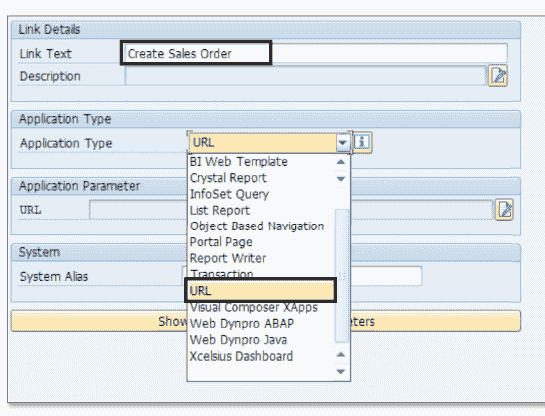 Link Details
Link Text Create Sales Order
Description
Application Type
Application Type URL
BI Web Template
Crystal Report
InfoSet Query
List Report
Object Based Navigation
Portal Page
Report Writer
Transaction
URL
Visual Composer XApps
Web Dynpro ABAP
Web Dynpro Java
Xcelsius Dashboard
Application Parameter
URL
System
System Alias
Show